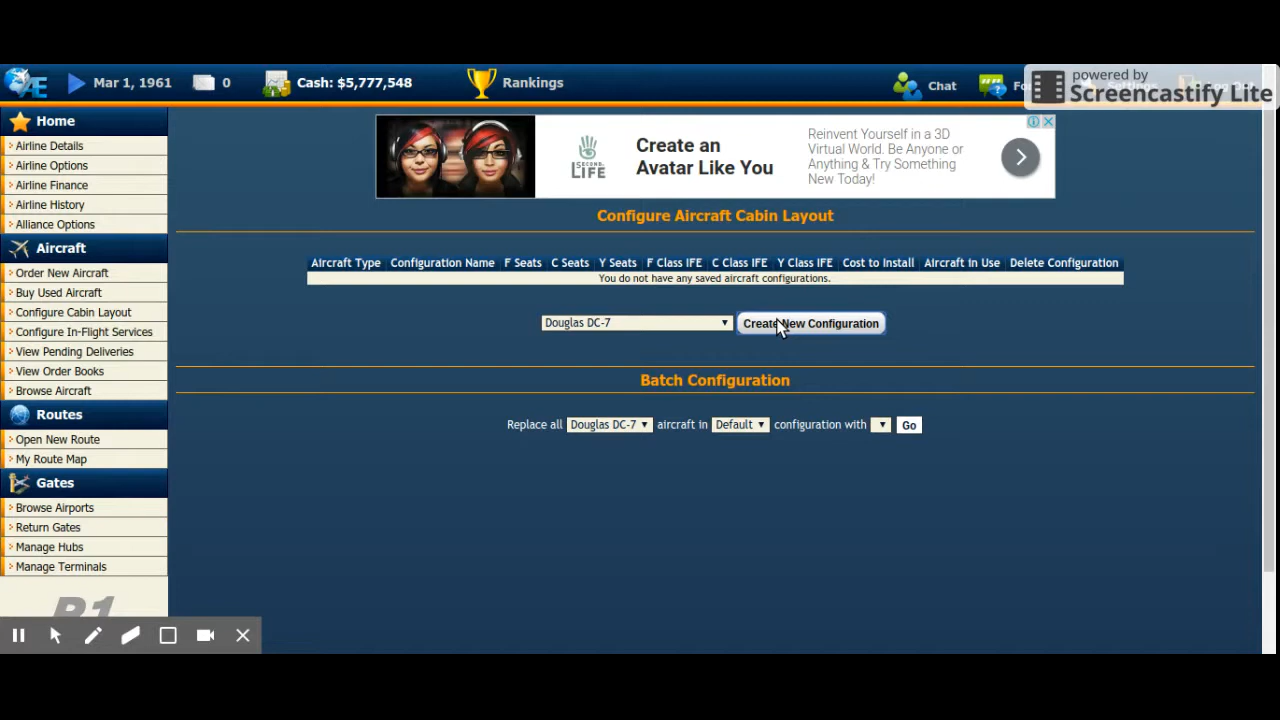 Mar 1, 1961 0 Cash: $5,777,548 Rankings Chat
powered by
Screencastify Lite
Home
Airline Details
Airline Options
Airline Finance
Airline History
Alliance Options
Aircraft
Order New Aircraft
Buy Used Aircraft
Configure Cabin Layout
Configure In-Flight Services
View Pending Deliveries
View Order Books
Browse Aircraft
Routes
Open New Route
My Route Map
Gates
Browse Airports
Return Gates
Manage Hubs
Manage Terminals
R1
SECOND LIFE
Create an
Avatar Like You
Reinvent Yourself in a 3D
Virtual World. Be Anyone or
Anything & Try Something
New Today!
Configure Aircraft Cabin Layout
Aircraft Type Configuration Name F Seats C Seats Y Seats F Class IFE C Class IFE Y Class IFE Cost to Install Aircraft in Use Delete Configuration
You do not have any saved aircraft configurations.
Douglas DC-7 Create New Configuration
Batch Configuration
Replace all Douglas DC-7 aircraft in Default configuration with Go